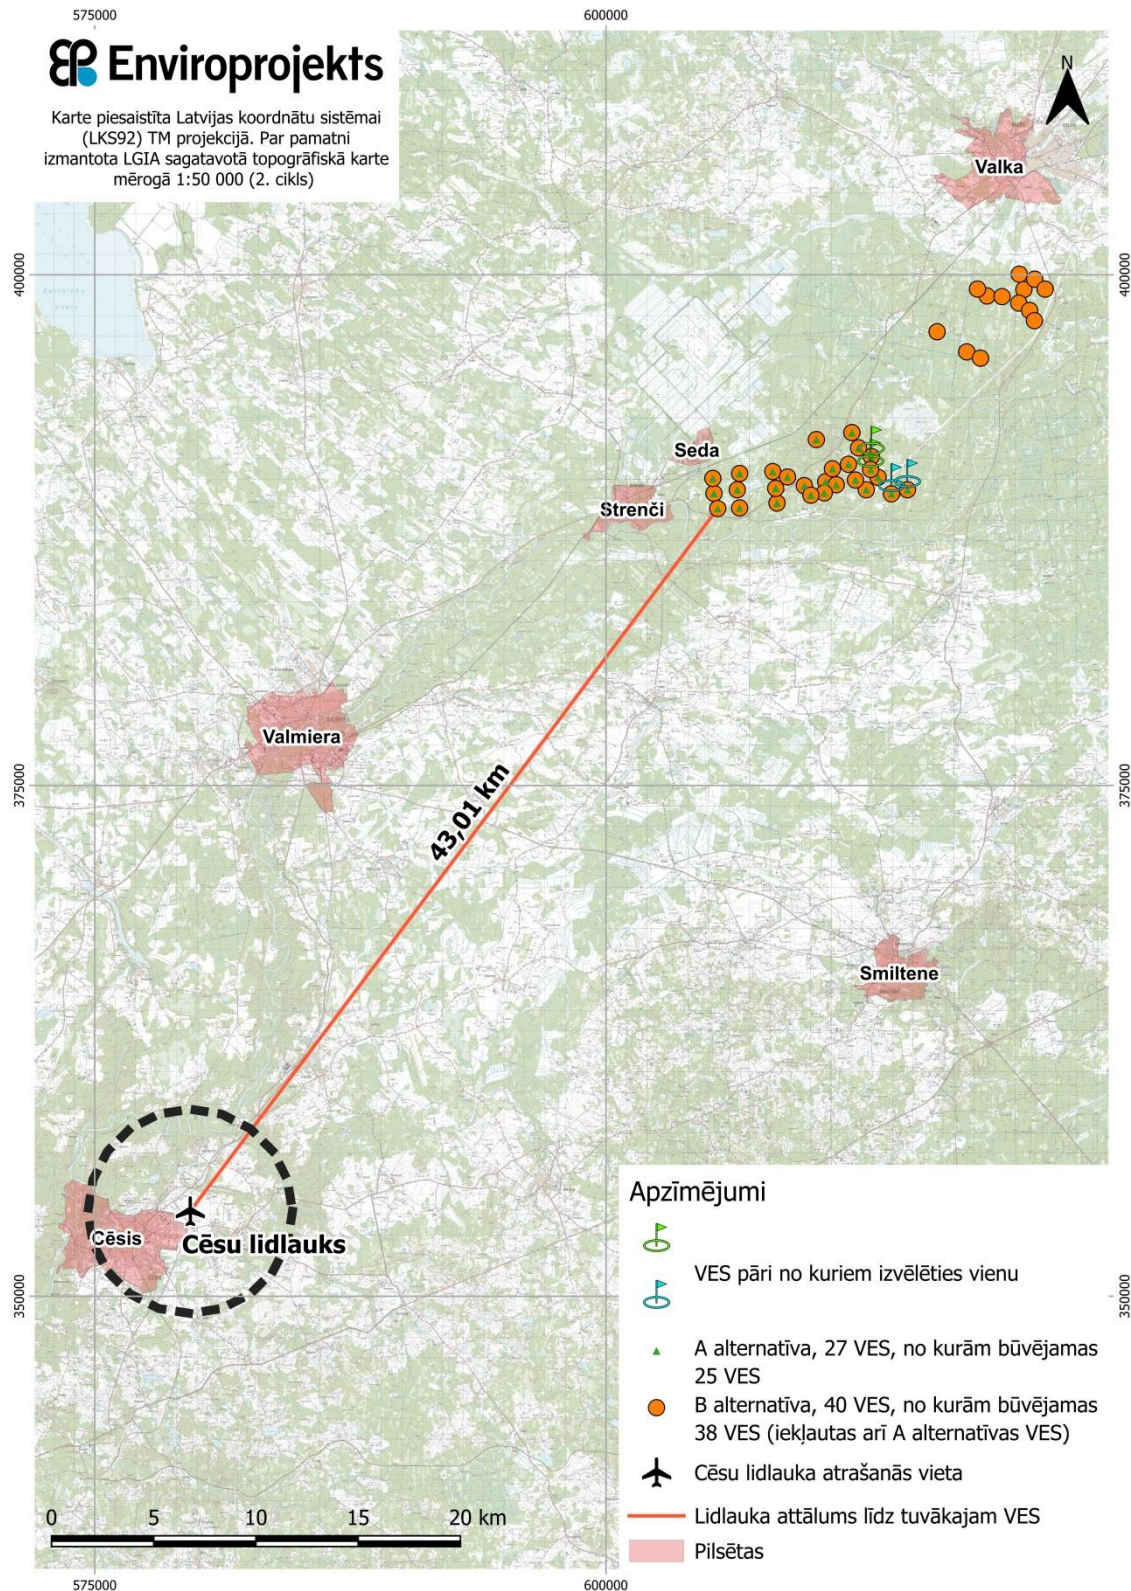 575000
600000
Enviroprojekts
Karte piesaistīta Latvijas koordnātu sistēmai
(LKS92) TM projekcijā. Par pamatni
izmantota LGIA sagatavotā topogrāfiskā karte
mērogā 1:50 000 (2. cikls)
N
Valka
400000
400000
Seda
Strenči
Valmiera
375000
375000
43,01 km
Smiltene
Cēsis
Cēsu lidlauks
350000
350000
Apzīmējumi
VES pāri no kuriem izvēlēties vienu
A alternatīva, 27 VES, no kurām būvējamas
25 VES
B alternatīva, 40 VES, no kurām būvējamas
38 VES (iekļautas arī A alternatīvas VES)
Cēsu lidlauka atrašanās vieta
Lidlauka attālums līdz tuvākajam VES
Pilsētas
0 5 10 15 20 km
575000
600000